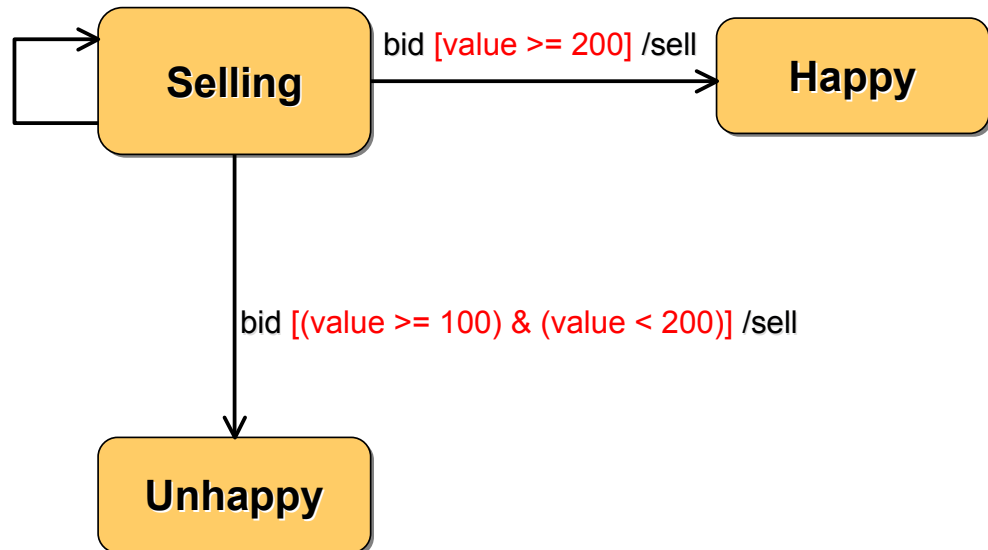 bid [value >= 200] /sell
Selling
Happy
bid [(value >= 100) & (value < 200)] /sell
Unhappy